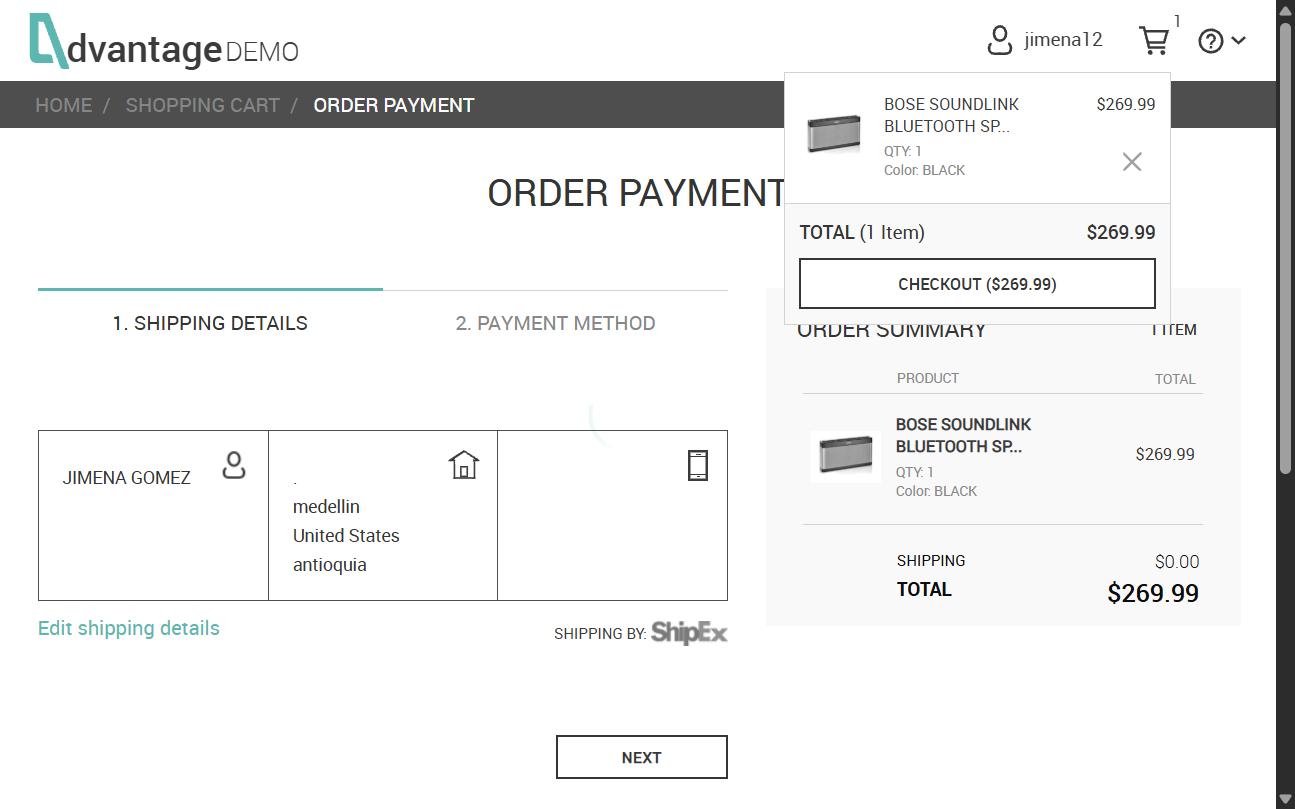 dvantage DEMO
jimena12
1
HOME / SHOPPING CART / ORDER PAYMENT
BOSE SOUNDLINK
BLUETOOTH SP...
$269.99
QTY: 1
Color: BLACK
TOTAL (1 Item)
$269.99
CHECKOUT ($269.99)
ORDER PAYMENT
1. SHIPPING DETAILS
2. PAYMENT METHOD
JIMENA GOMEZ
.
medellin
United States
antioquia
Edit shipping details
SHIPPING BY: ShipEx
NEXT
ORDER SUMMARY
1 ITEM
PRODUCT
TOTAL
BOSE SOUNDLINK
BLUETOOTH SP...
$269.99
QTY: 1
Color: BLACK
SHIPPING
$0.00
TOTAL
$269.99